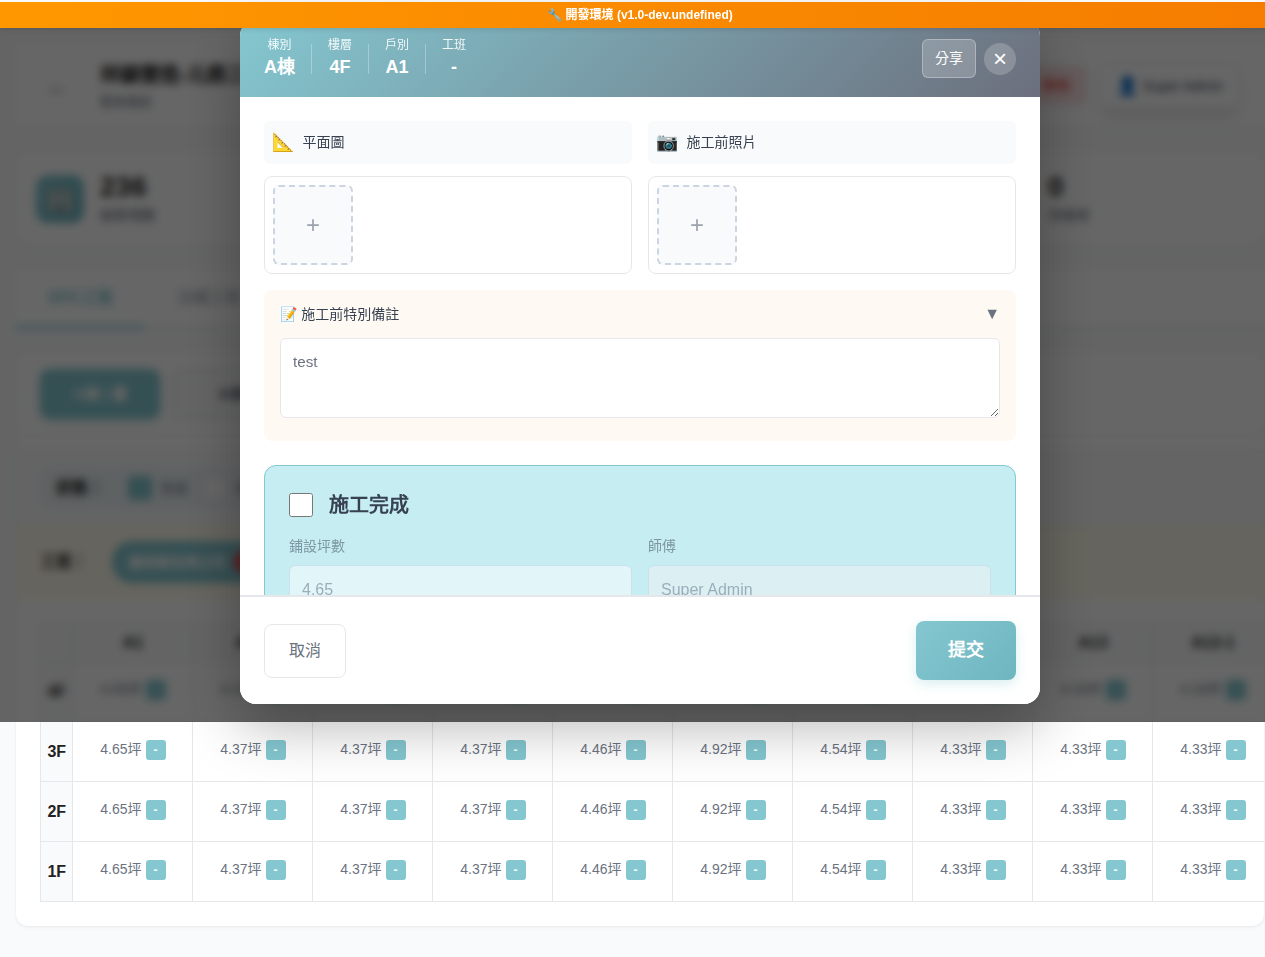 🔧 開發環境 (v1.0-dev.undefined)
棟別 樓層 戶別 工班
A棟 4F A1 -
分享 ✕
Super Admin
236
0
📐 平面圖
📷 施工前照片
+
+
📝 施工前特別備註 ▼
test
施工完成
鋪設坪數 師傅
4.65 Super Admin
取消 提交
A1
3F 4.65坪 - 4.37坪 - 4.37坪 - 4.37坪 - 4.46坪 - 4.92坪 - 4.54坪 - 4.33坪 - 4.33坪 - 4.33坪 -
2F 4.65坪 - 4.37坪 - 4.37坪 - 4.37坪 - 4.46坪 - 4.92坪 - 4.54坪 - 4.33坪 - 4.33坪 - 4.33坪 -
1F 4.65坪 - 4.37坪 - 4.37坪 - 4.37坪 - 4.46坪 - 4.92坪 - 4.54坪 - 4.33坪 - 4.33坪 - 4.33坪 -